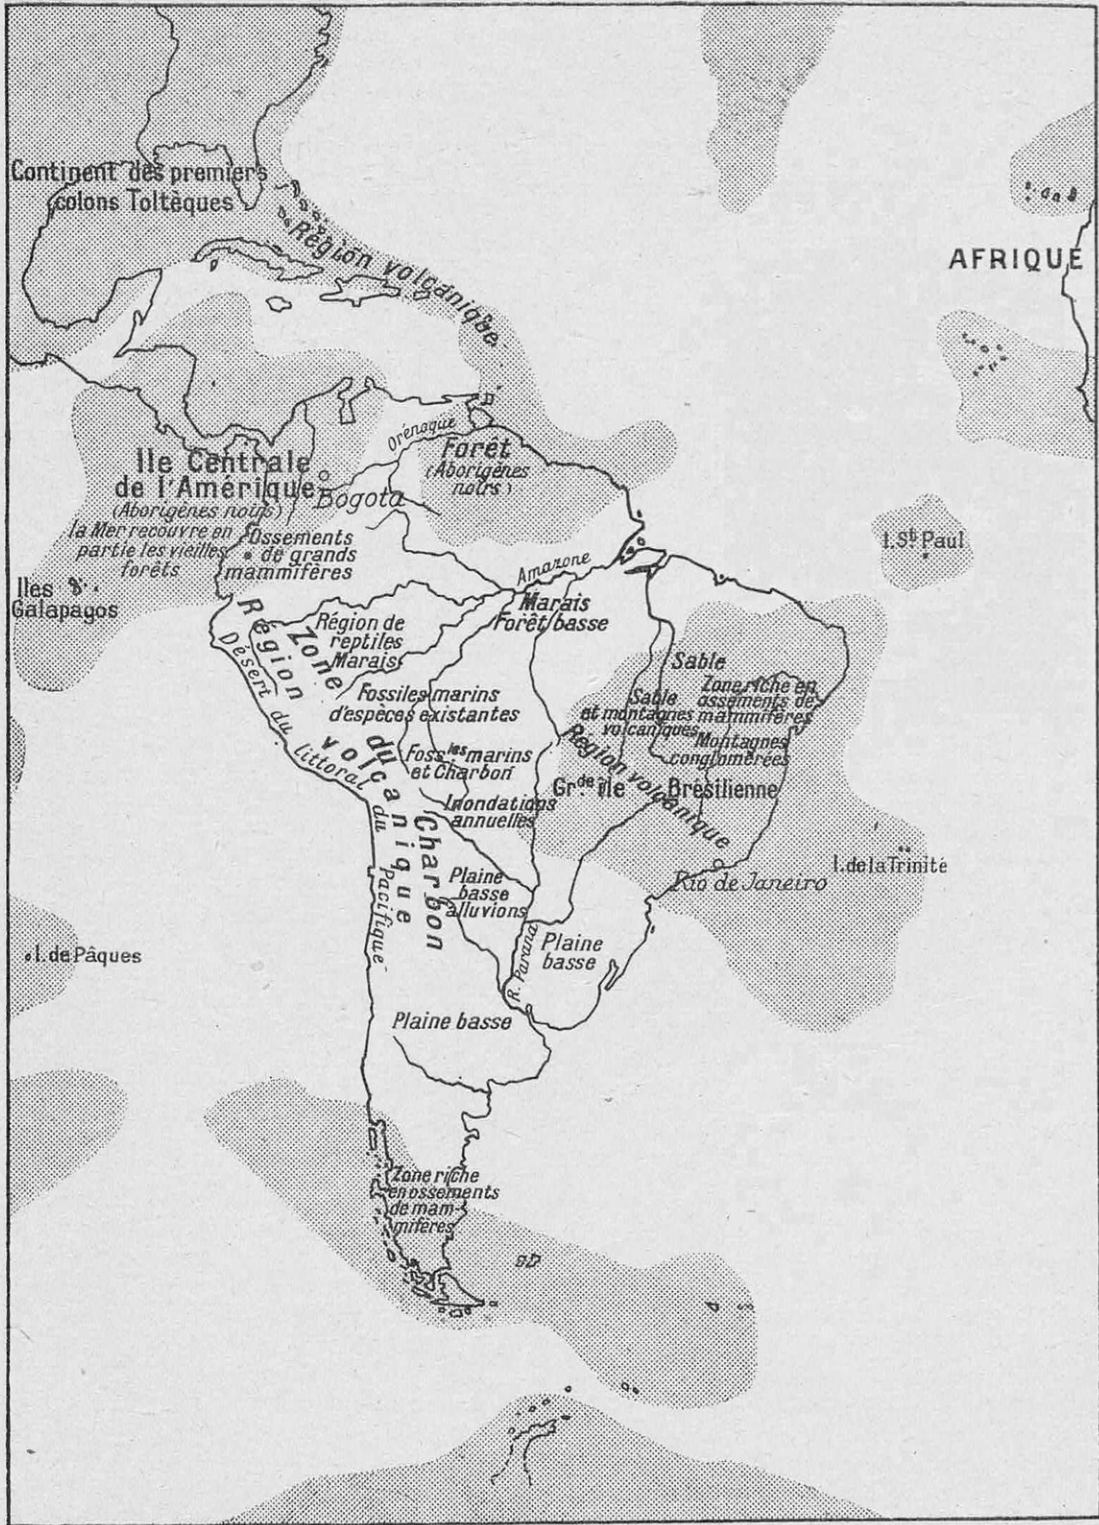 Continent des premiers
colons Toltèques
Région volcanique
AFRIQUE
Orénoque
Forêt
(Aborigènes
noirs)
Ile Centrale
de l'Amérique
(Aborigènes noirs)
la Mer recouvre en
partie les vieilles
forêts
Bogota
Ossements
de grands
mammifères
I. St Paul
Iles
Galapagos
Amazone
Marais
Forêt basse
Région de
reptiles
Marais
Région volcanique
Zone du Charbon
Désert du littoral du Pacifique
Sable
Zone riche en
ossements de
mammifères
Sable
et montagnes
volcaniques
Montagnes
conglomérées
Fossiles marins
d'espèces existantes
Fossiles marins
et Charbon
Région volcanique
Grde île Brésilienne
Inondations
annuelles
Plaine
basse
alluvions
I. de la Trinité
Rio de Janeiro
Plaine
basse
R. Parana
I. de Pâques
Plaine basse
Zone riche
en ossements
de mam-
mifères